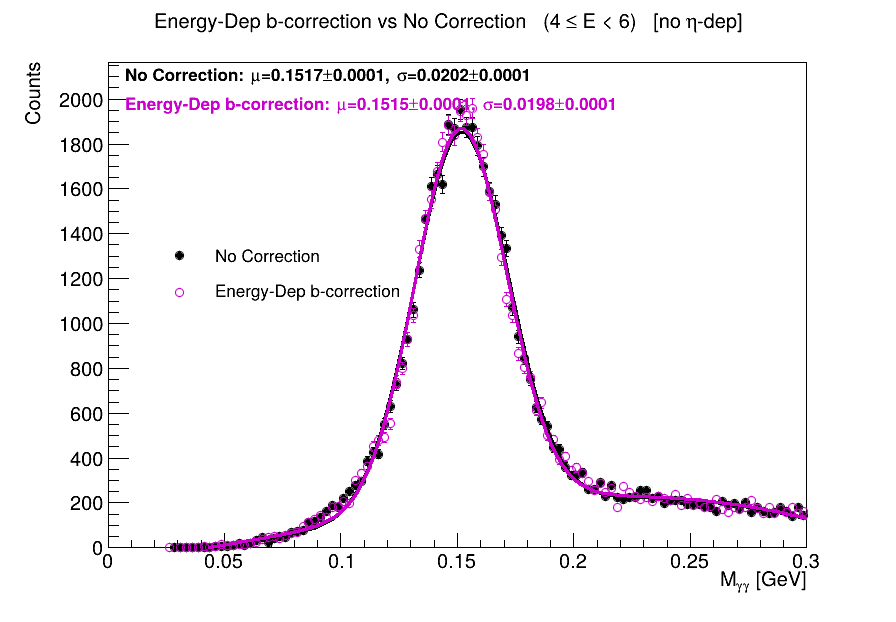 Energy-Dep b-correction vs No Correction (4 ≤ E < 6) [no η-dep]
Counts
No Correction: μ=0.1517±0.0001, σ=0.0202±0.0001
Energy-Dep b-correction: μ=0.1515±0.0001, σ=0.0198±0.0001
2000
1800
1600
1400
1200
1000
800
600
400
200
0
No Correction
Energy-Dep b-correction
0 0.05 0.1 0.15 0.2 0.25 0.3
Mγγ [GeV]